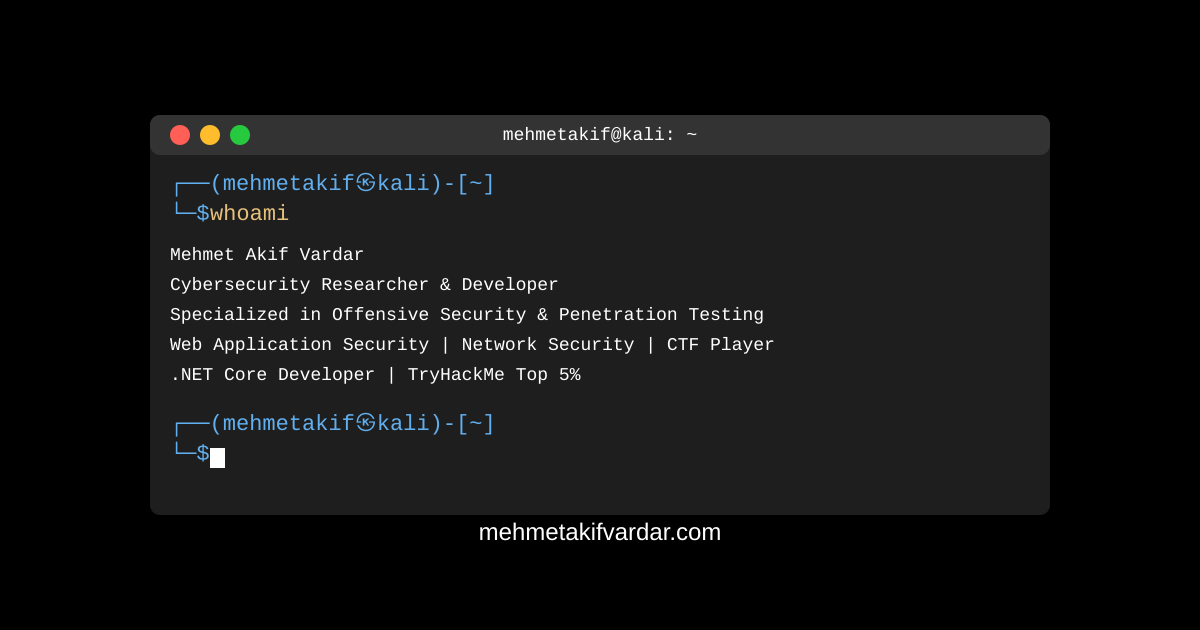 mehmetakif@kali: ~
┌──(mehmetakif㉿kali)-[~]
└─$whoami
Mehmet Akif Vardar
Cybersecurity Researcher & Developer
Specialized in Offensive Security & Penetration Testing
Web Application Security | Network Security | CTF Player
.NET Core Developer | TryHackMe Top 5%
┌──(mehmetakif㉿kali)-[~]
└─$
mehmetakifvardar.com